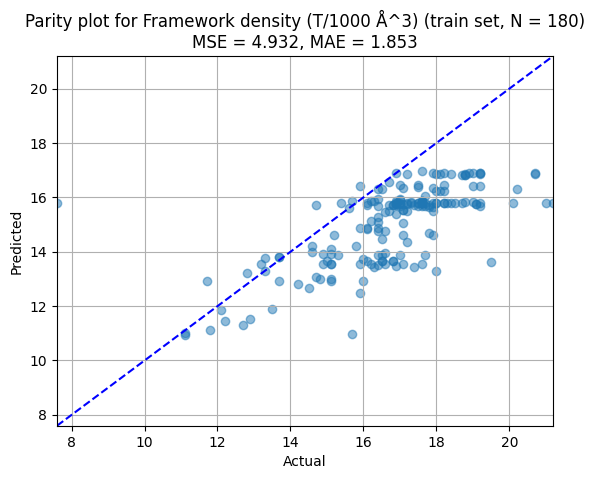 Parity plot for Framework density (T/1000 Å^3) (train set, N = 180)
MSE = 4.932, MAE = 1.853
Predicted
20
18
16
14
12
10
8
8 10 12 14 16 18 20
Actual